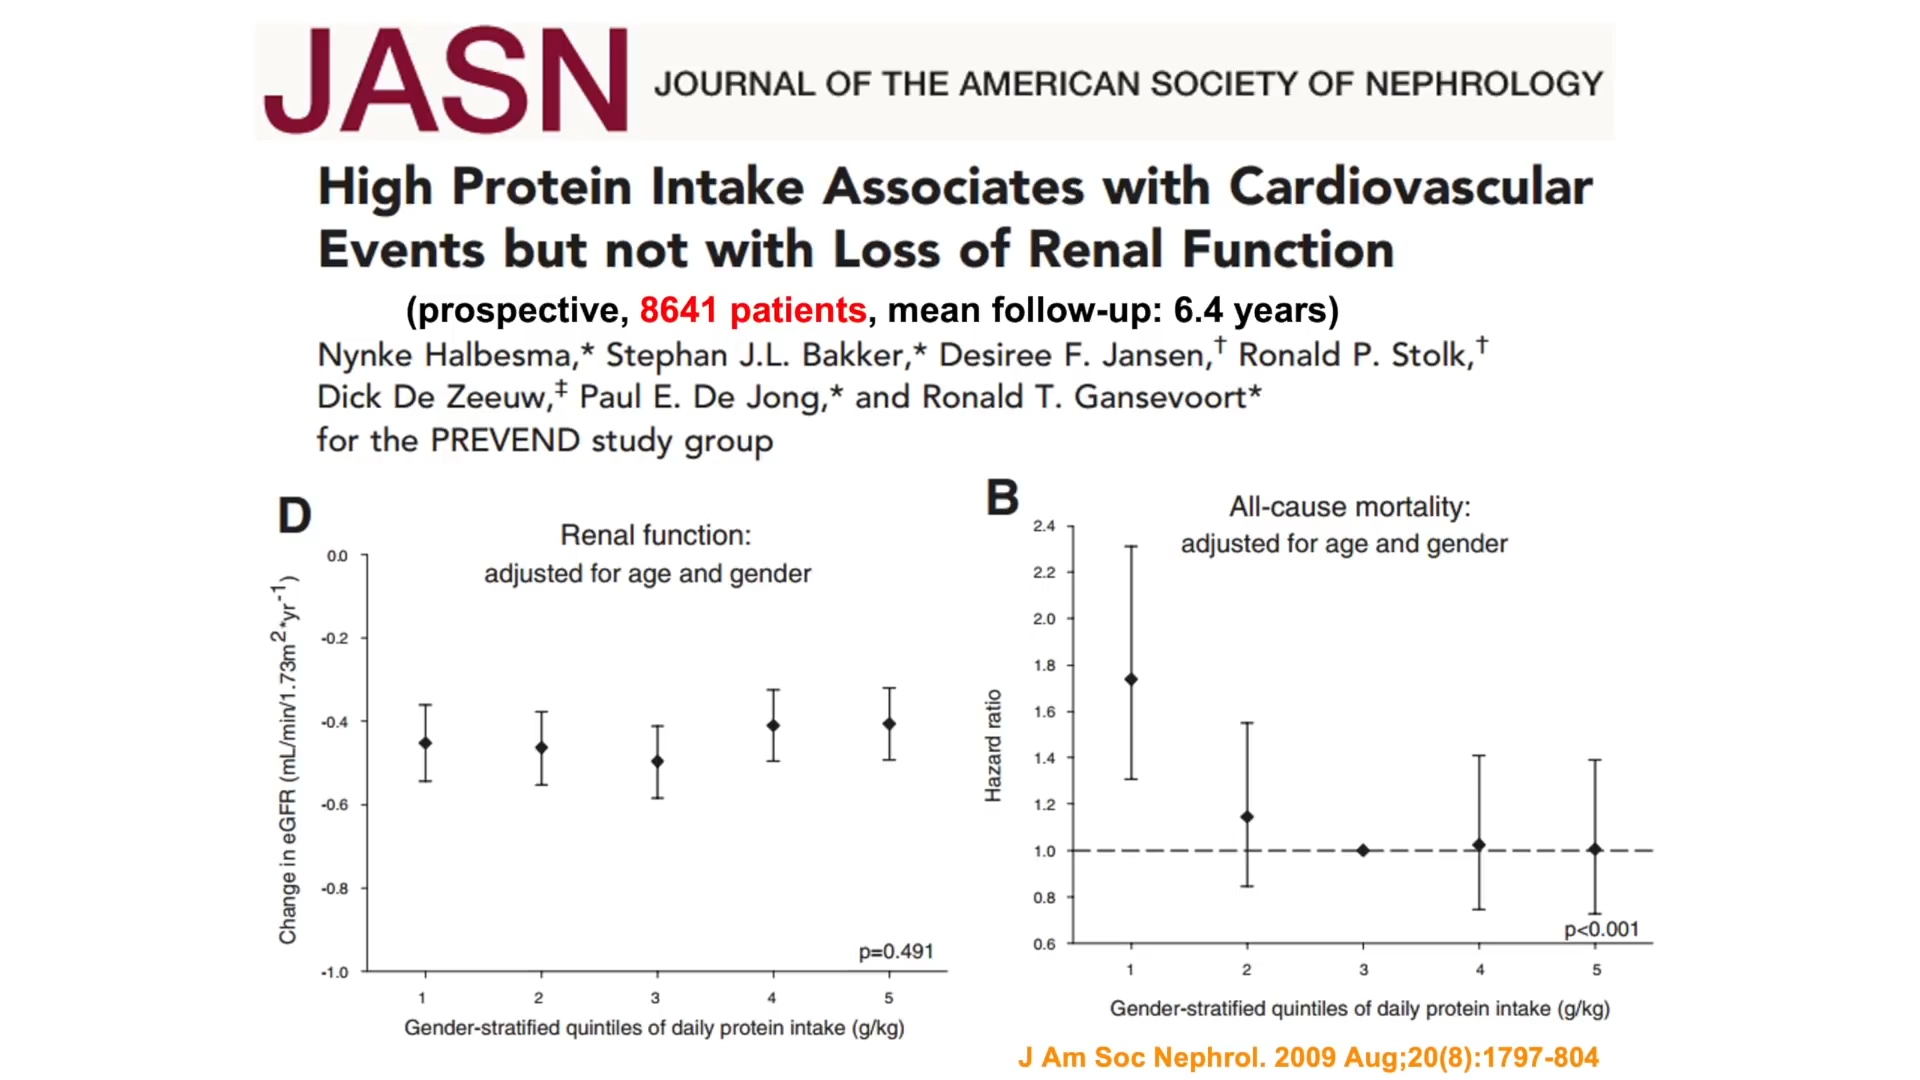 JASN JOURNAL OF THE AMERICAN SOCIETY OF NEPHROLOGY
High Protein Intake Associates with Cardiovascular
Events but not with Loss of Renal Function
(prospective, 8641 patients, mean follow-up: 6.4 years)
Nynke Halbesma,* Stephan J.L. Bakker,* Desiree F. Jansen,† Ronald P. Stolk,†
Dick De Zeeuw,‡ Paul E. De Jong,* and Ronald T. Gansevoort*
for the PREVEND study group
D
Renal function:
adjusted for age and gender
Change in eGFR (mL/min/1.73m²*yr⁻¹)
0.0
-0.2
-0.4
-0.6
-0.8
-1.0
p=0.491
1 2 3 4 5
Gender-stratified quintiles of daily protein intake (g/kg)
B
All-cause mortality:
adjusted for age and gender
Hazard ratio
2.4
2.2
2.0
1.8
1.6
1.4
1.2
1.0
0.8
0.6
p<0.001
1 2 3 4 5
Gender-stratified quintiles of daily protein intake (g/kg)
J Am Soc Nephrol. 2009 Aug;20(8):1797-804